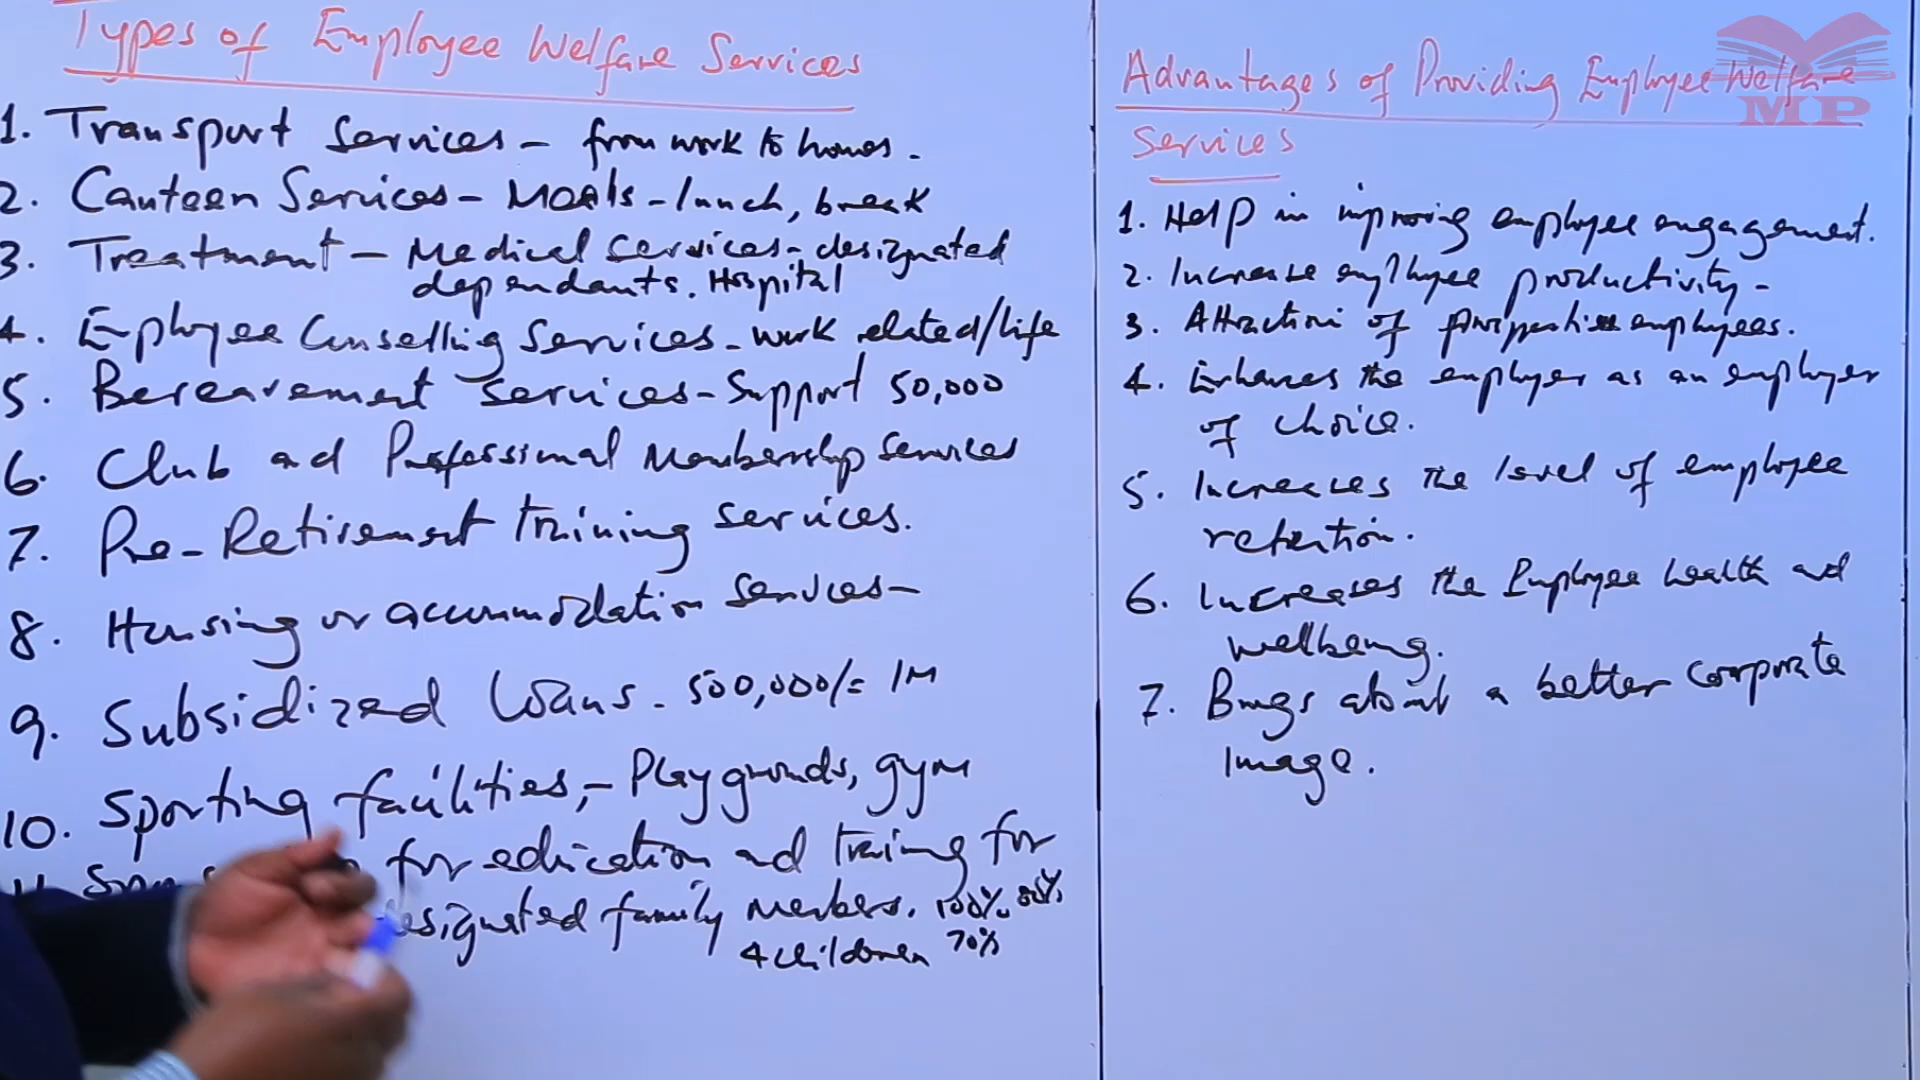 Types of Employee Welfare Services
1. Transport Services - from work to homes.
2. Canteen Services - Meals - lunch, break
3. Treatment - Medical services - designated
dependants. Hospital
4. Employee Counselling Services - work related/life
5. Bereavement services - Support 50,000
6. Club and Professional Membership services
7. Pre-Retirement training services.
8. Housing or accommodation services -
9. Subsidized loans - 500,000/= 1M
10. Sporting facilities, - Playgrounds, gym
11. for education and training for
designated family members. 100%
4 children 70%
Advantages of Providing Employee Welfare
Services
1. Help in improving employee engagement.
2. Increase employee productivity -
3. Attraction of employees.
4. Enhances the employer as an employer
of choice.
5. Increases the level of employee
retention.
6. Increases the Employee health and
wellbeing.
7. Brings about a better corporate
image.
MP